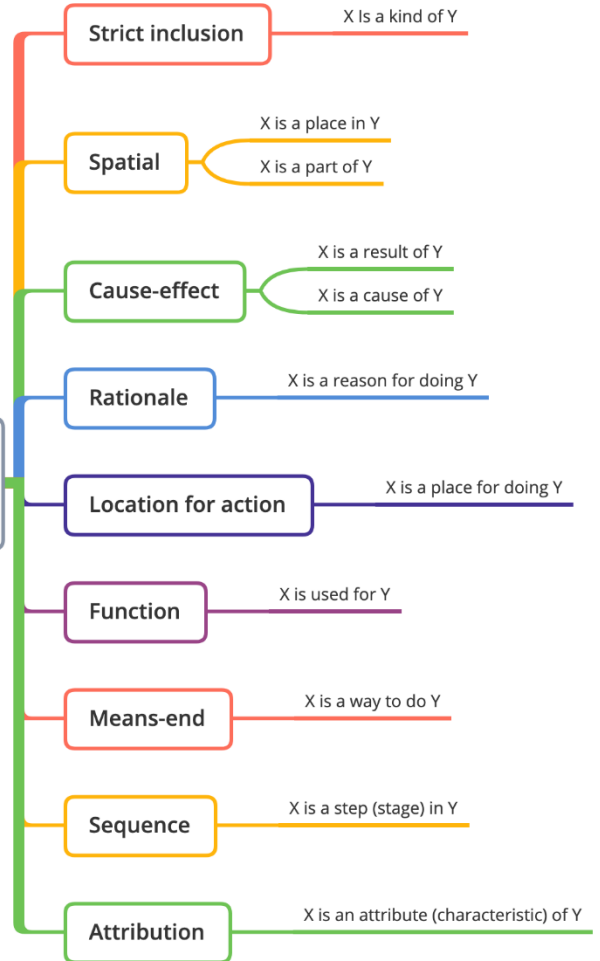 Strict inclusion
X Is a kind of Y
Spatial
X is a place in Y
X is a part of Y
Cause-effect
X is a result of Y
X is a cause of Y
Rationale
X is a reason for doing Y
Location for action
X is a place for doing Y
Function
X is used for Y
Means-end
X is a way to do Y
Sequence
X is a step (stage) in Y
Attribution
X is an attribute (characteristic) of Y